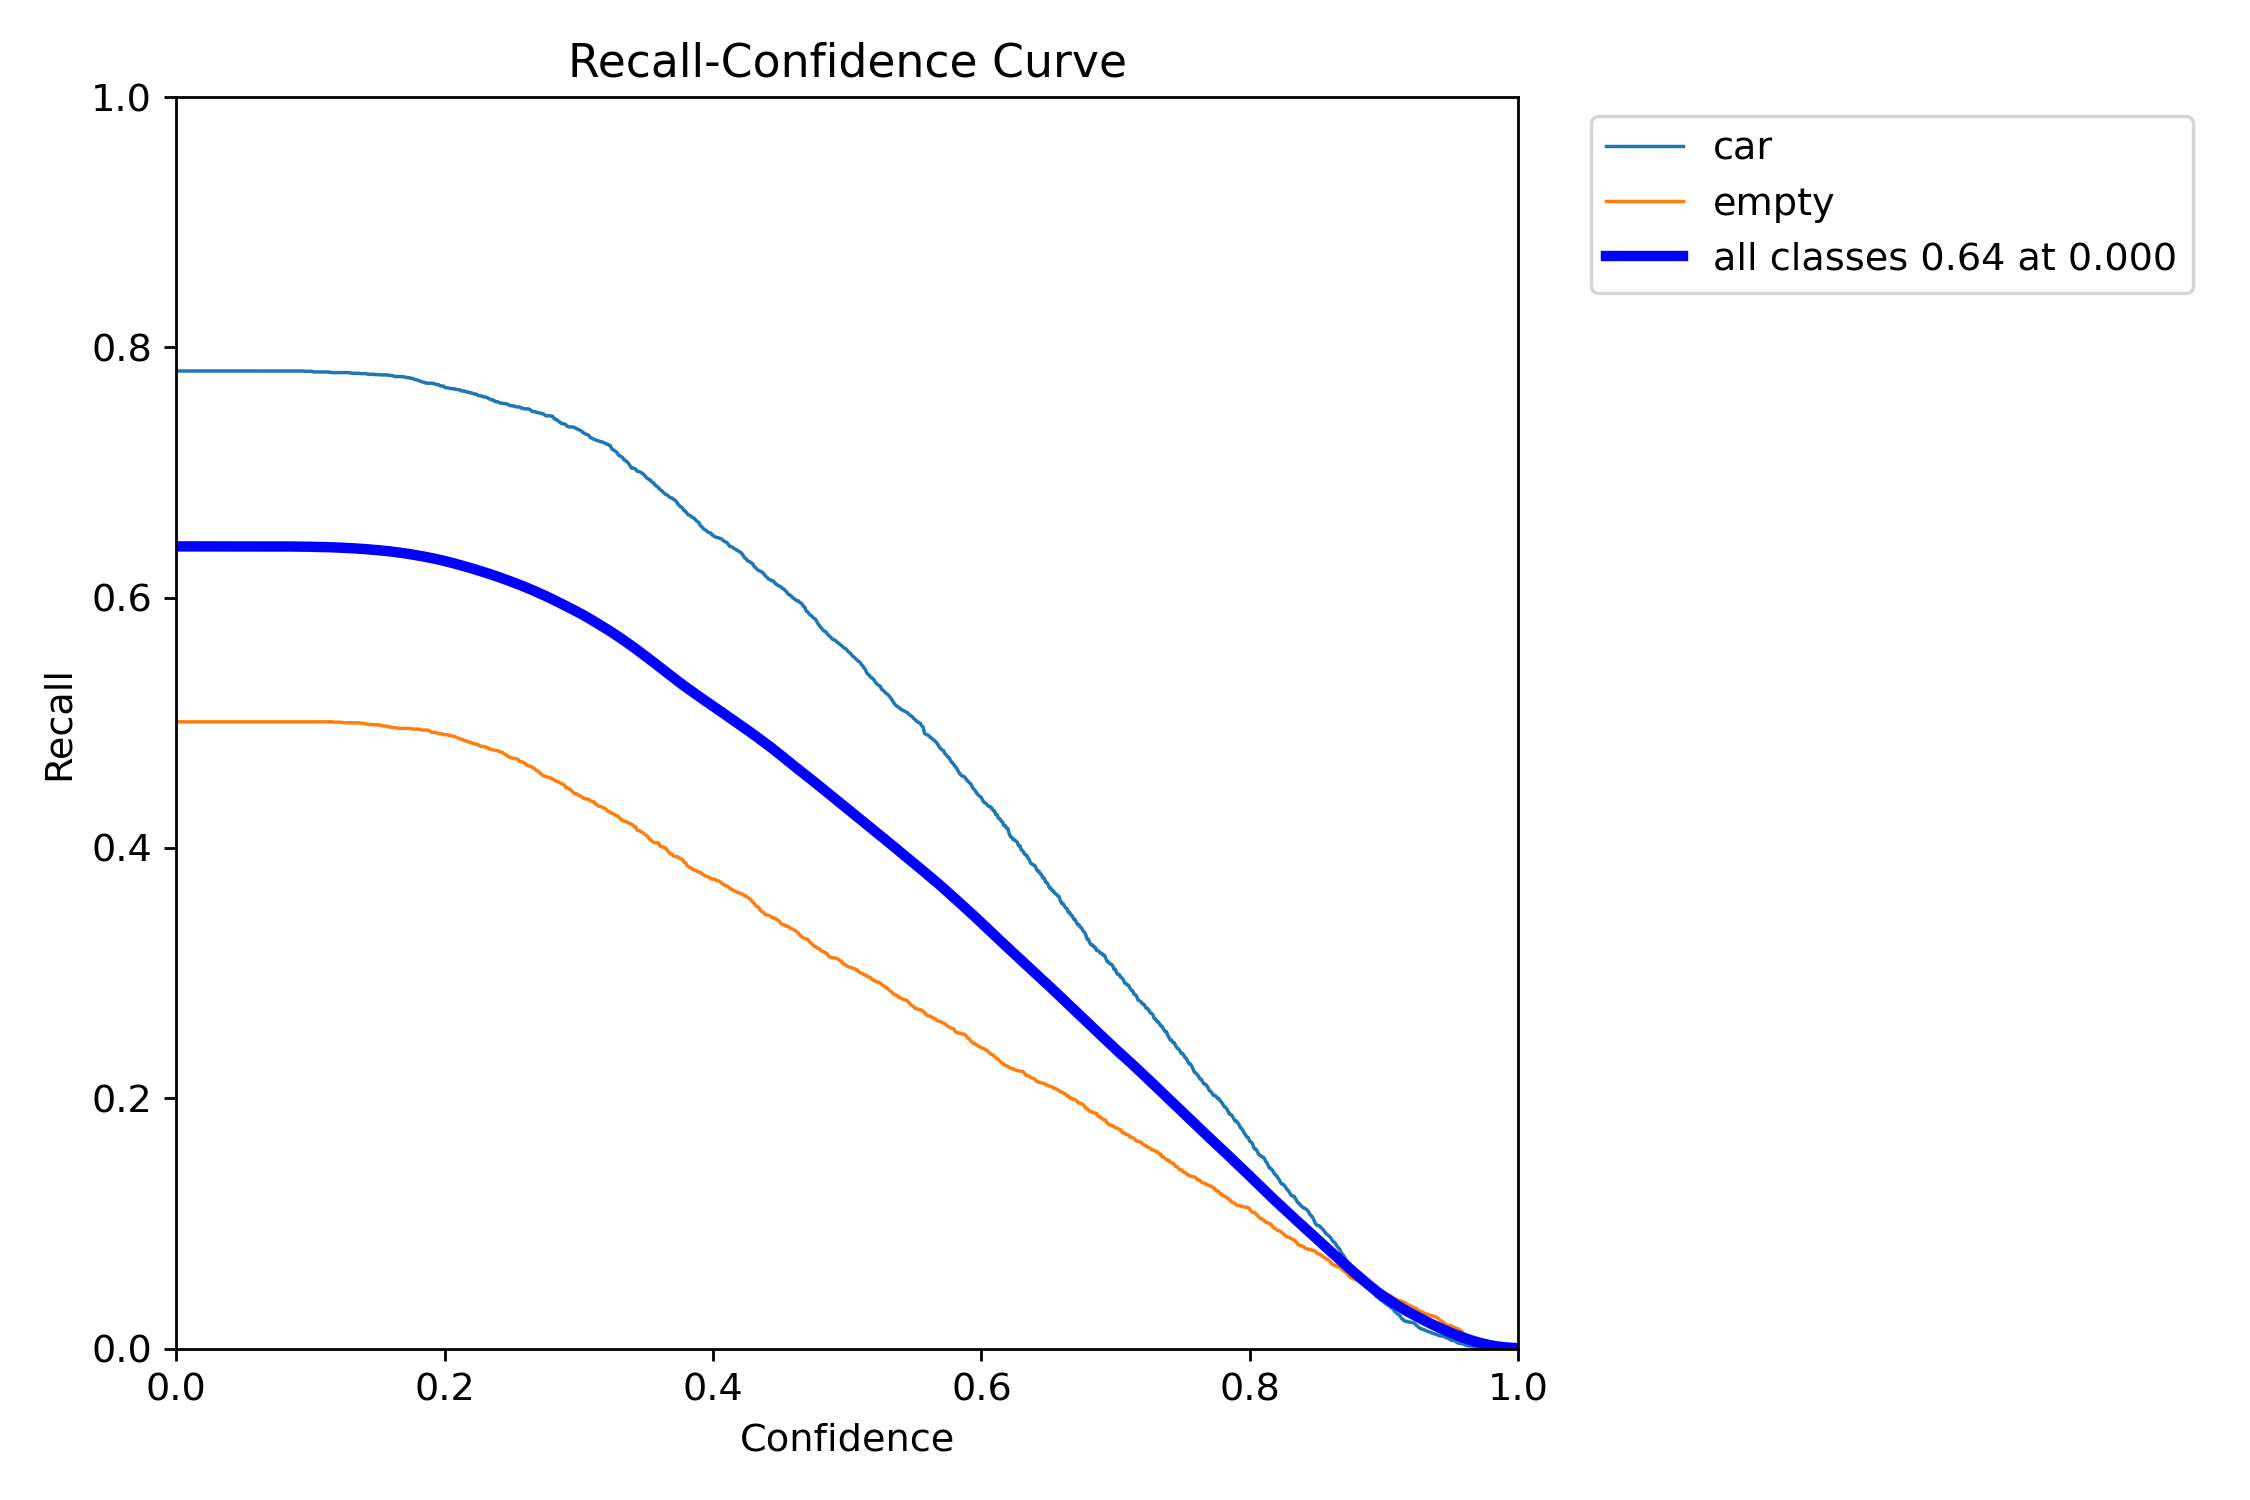 Recall-Confidence Curve
1.0
0.8
0.6
0.4
0.2
0.0
Recall
0.0 0.2 0.4 0.6 0.8 1.0
Confidence
car
empty
all classes 0.64 at 0.000